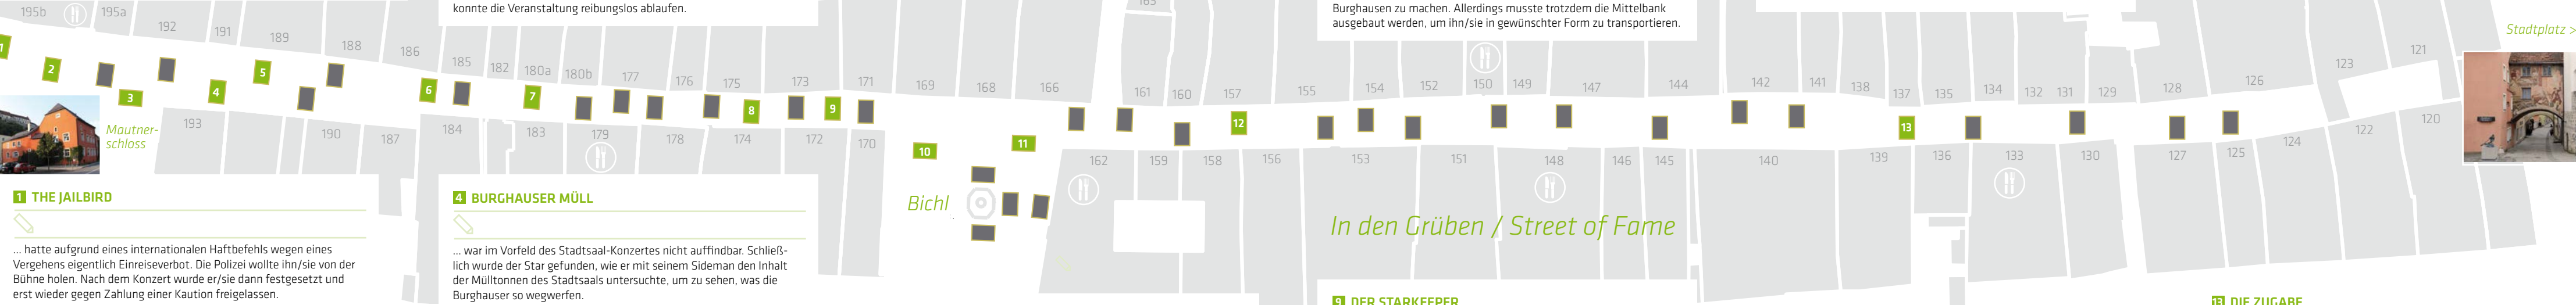 konnte die Veranstaltung reibungslos ablaufen.
Burghausen zu machen. Allerdings musste trotzdem die Mittelbank
ausgebaut werden, um ihn/sie in gewünschter Form zu transportieren.
Stadtplatz >
195b 195a 192 191 189 188 186 185 182 180a 180b 177 176 175 173 171 169 168 166 165 161 160 157 155 154 152 150 149 147 144 142 141 138 137 135 134 132 131 129 128 126 123 121
1 2 3 4 5 6 7 8 9 10 11 12 13
Mautner-
schloss
193 190 187 184 183 179 178 174 172 170 162 159 158 156 153 151 148 146 145 140 139 136 133 130 127 125 124 122 120
Bichl
In den Grüben / Street of Fame
1 THE JAILBIRD
... hatte aufgrund eines internationalen Haftbefehls wegen eines
Vergehens eigentlich Einreiseverbot. Die Polizei wollte ihn/sie von der
Bühne holen. Nach dem Konzert wurde er/sie dann festgesetzt und
erst wieder gegen Zahlung einer Kaution freigelassen.
4 BURGHAUSER MÜLL
... war im Vorfeld des Stadtsaal-Konzertes nicht auffindbar. Schließ-
lich wurde der Star gefunden, wie er mit seinem Sideman den Inhalt
der Mülltonnen des Stadtsaals untersuchte, um zu sehen, was die
Burghauser so wegwerfen.
9 DER STARKEEPER
13 DIE ZUGABE